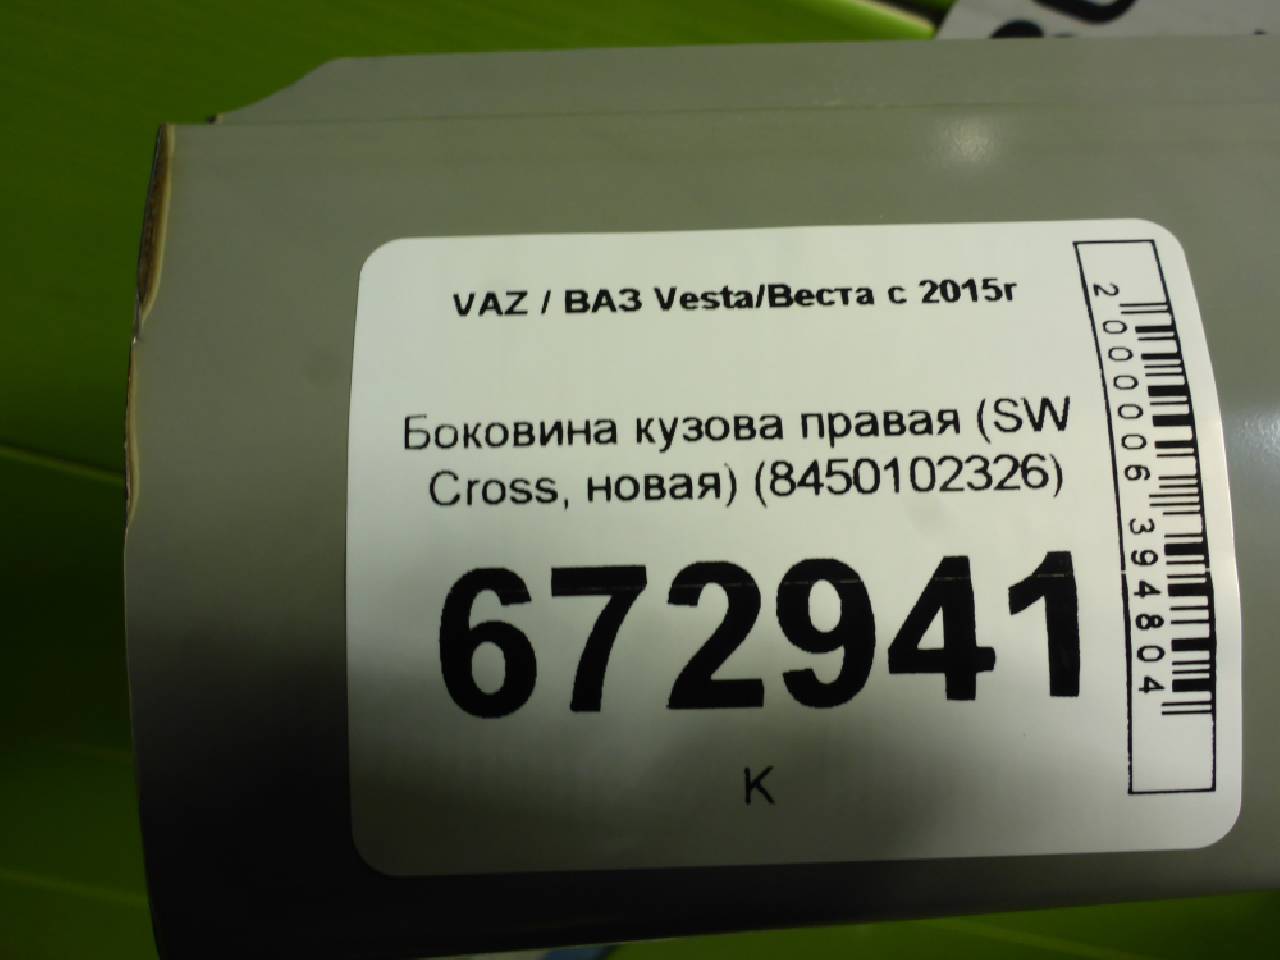 VAZ / ВАЗ Vesta/Веста с 2015г
Боковина кузова правая (SW
Cross, новая) (8450102326)
672941
К
2000006394804